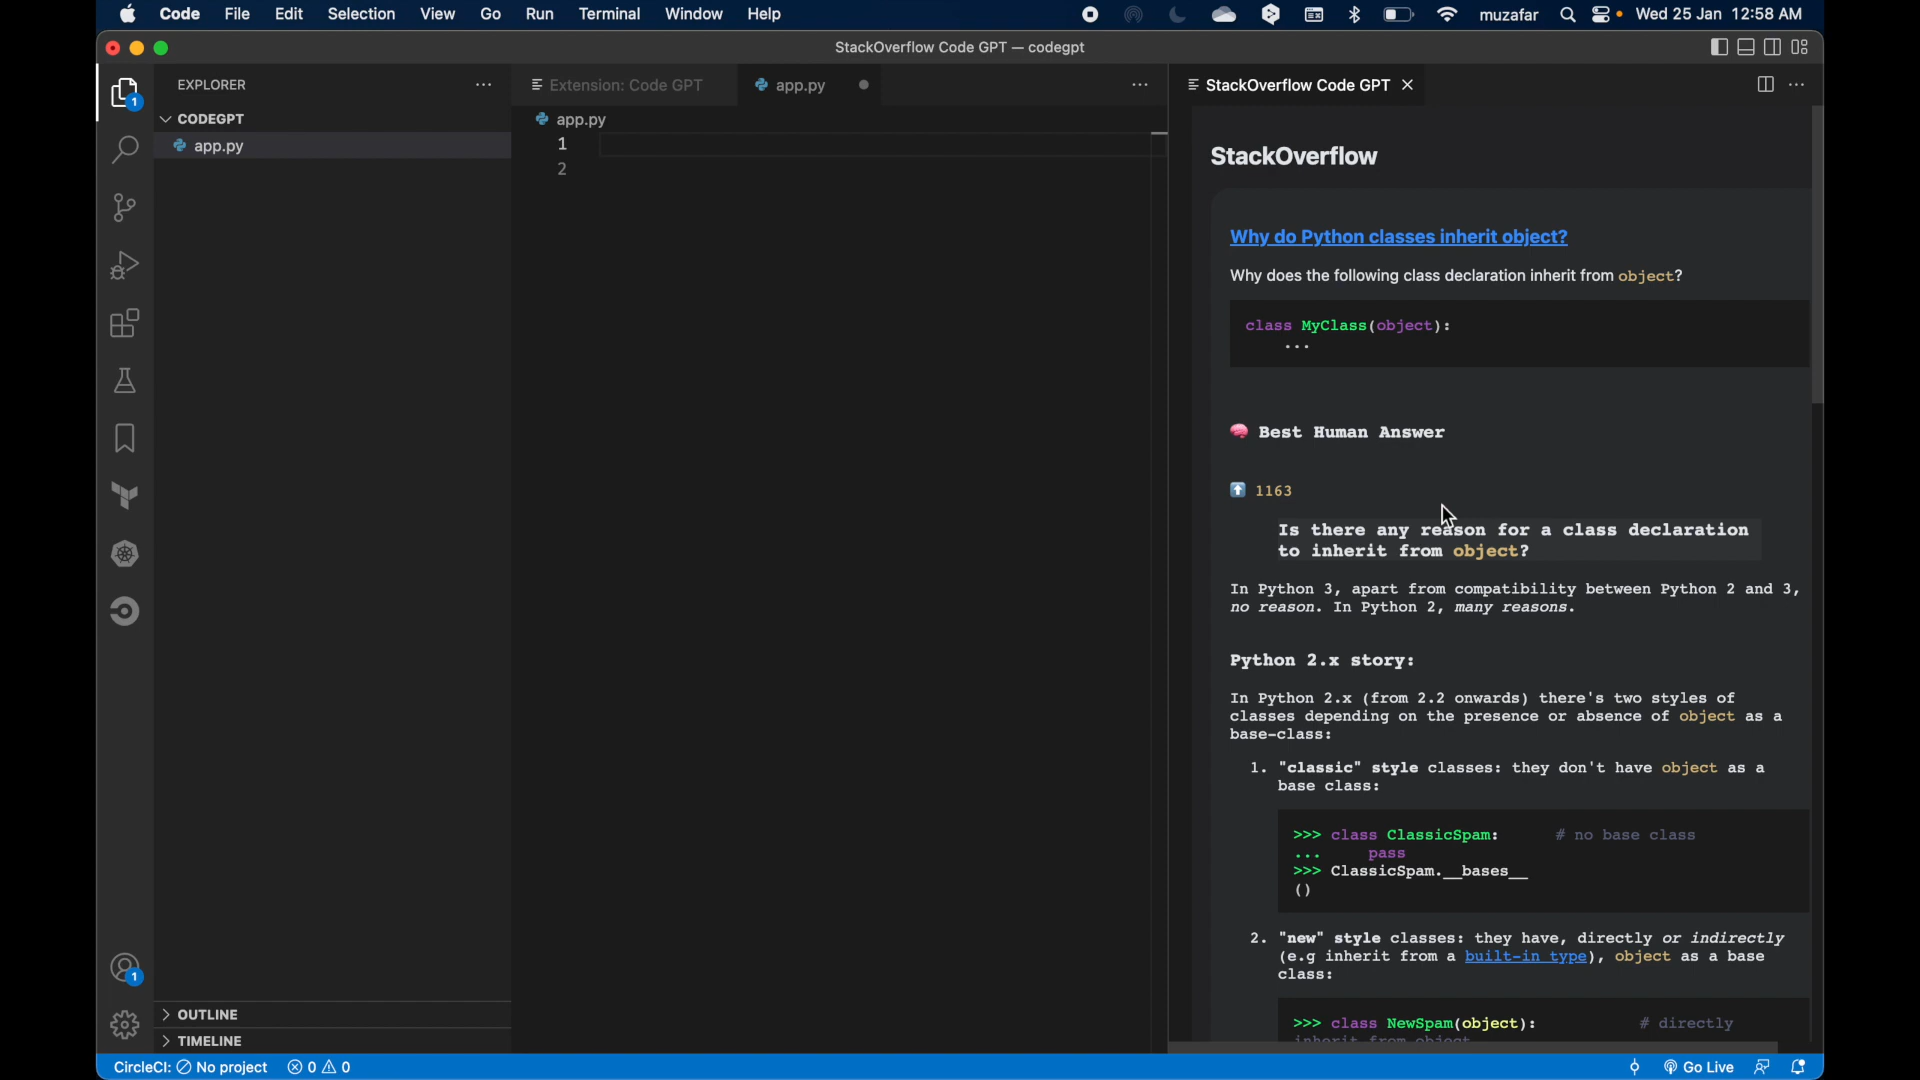 Code File Edit Selection View Go Run Terminal Window Help muzafar Wed 25 Jan 12:58 AM
StackOverflow Code GPT — codegpt
EXPLORER
Extension: Code GPT
app.py
StackOverflow Code GPT
1
CODEGPT
app.py
app.py
1
2
StackOverflow
Why do Python classes inherit object?
Why does the following class declaration inherit from object?
class MyClass(object):
...
Best Human Answer
1163
Is there any reason for a class declaration
to inherit from object?
In Python 3, apart from compatibility between Python 2 and 3,
no reason. In Python 2, many reasons.
Python 2.x story:
In Python 2.x (from 2.2 onwards) there's two styles of
classes depending on the presence or absence of object as a
base-class:
1. "classic" style classes: they don't have object as a
base class:
>>> class ClassicSpam: # no base class
... pass
>>> ClassicSpam.__bases__
()
2. "new" style classes: they have, directly or indirectly
(e.g inherit from a built-in type), object as a base
class:
>>> class NewSpam(object): # directly
inherit from object
1
OUTLINE
TIMELINE
CircleCI: No project 0 0 Go Live